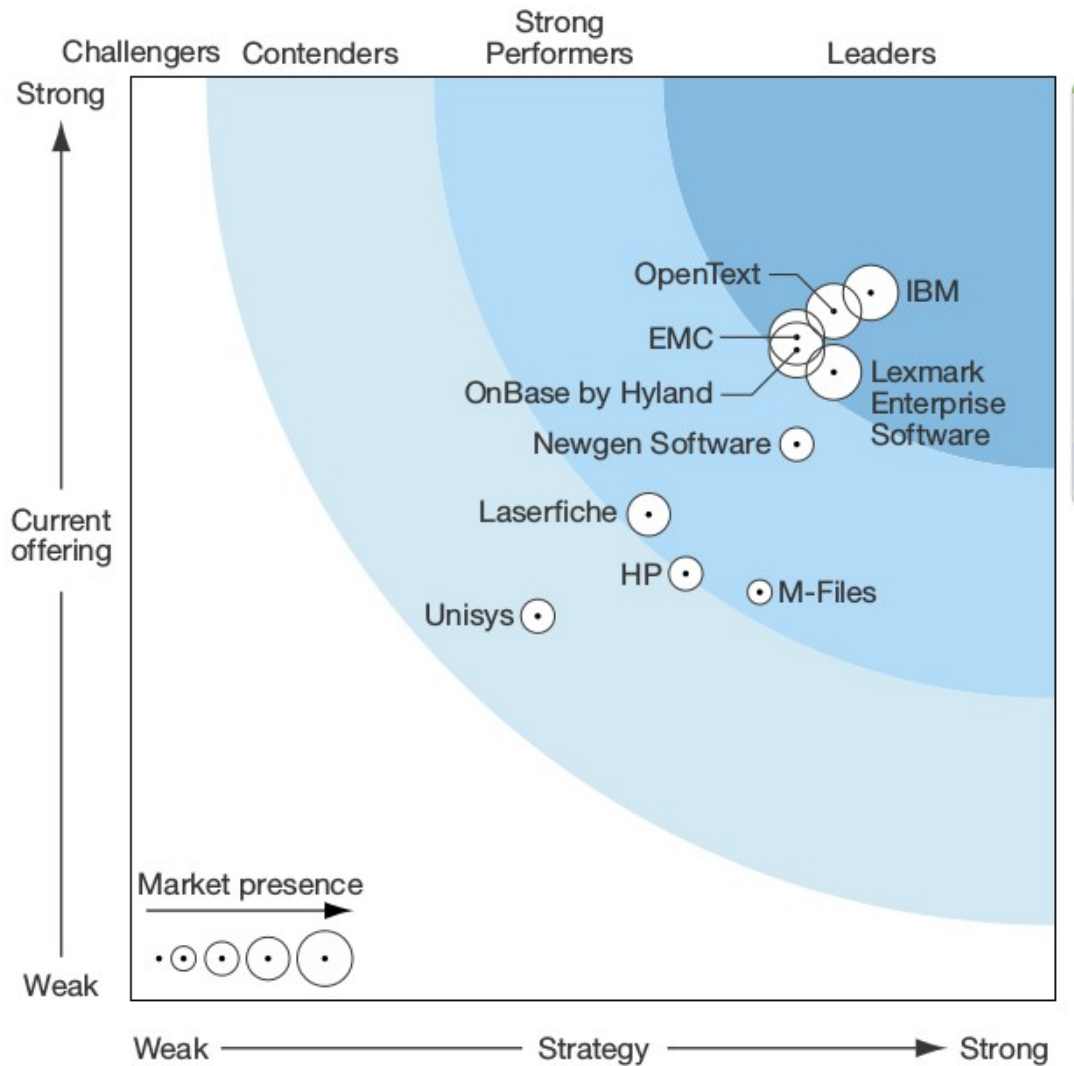 Strong
Challengers Contenders Performers Leaders
Strong
OpenText
IBM
EMC
OnBase by Hyland
Lexmark
Enterprise
Software
Newgen Software
Laserfiche
Current
offering
HP
M-Files
Unisys
Market presence
Weak
Weak Strategy Strong